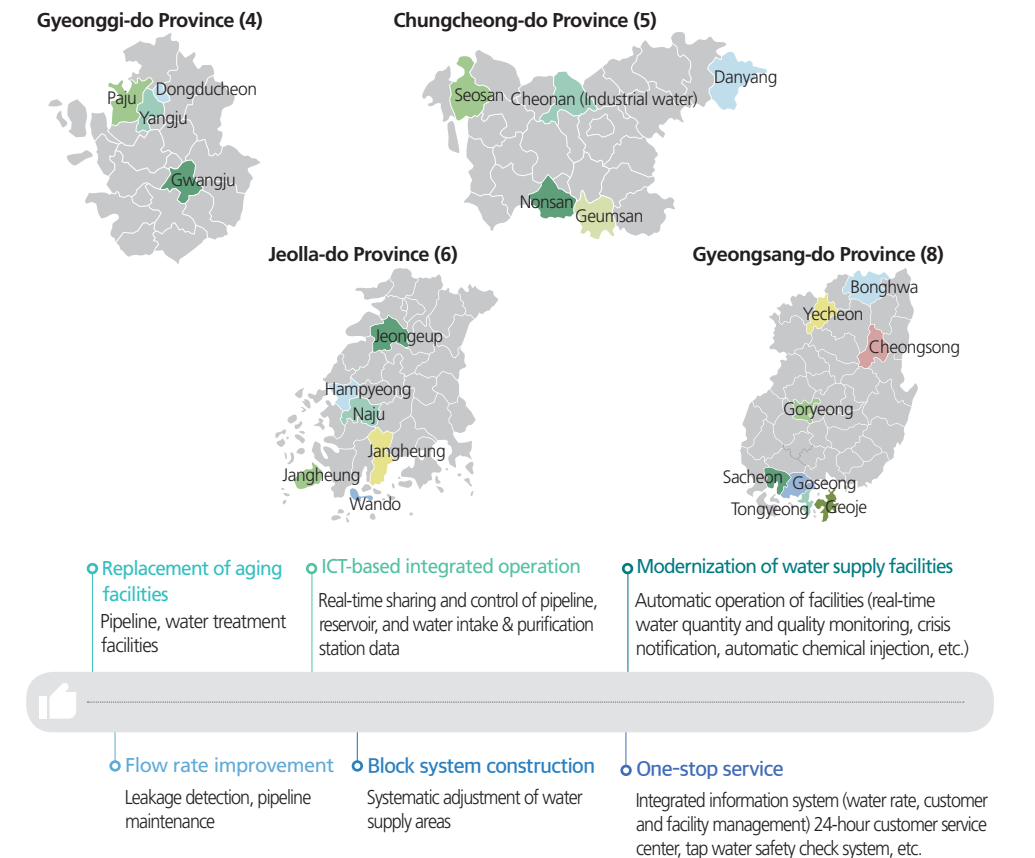 Gyeonggi-do Province (4)
Paju
Dongducheon
Yangju
Gwangju
Chungcheong-do Province (5)
Seosan
Cheonan (Industrial water)
Danyang
Nonsan
Geumsan
Jeolla-do Province (6)
Jeongeup
Hampyeong
Naju
Jangheung
Jangheung
Wando
Gyeongsang-do Province (8)
Bonghwa
Yecheon
Cheongsong
Goryeong
Sacheon
Goseong
Tongyeong
Geoje
Replacement of aging
facilities
Pipeline, water treatment
facilities
ICT-based integrated operation
Real-time sharing and control of pipeline,
reservoir, and water intake & purification
station data
Modernization of water supply facilities
Automatic operation of facilities (real-time
water quantity and quality monitoring, crisis
notification, automatic chemical injection, etc.)
Flow rate improvement
Leakage detection, pipeline
maintenance
Block system construction
Systematic adjustment of water
supply areas
One-stop service
Integrated information system (water rate, customer
and facility management) 24-hour customer service
center, tap water safety check system, etc.